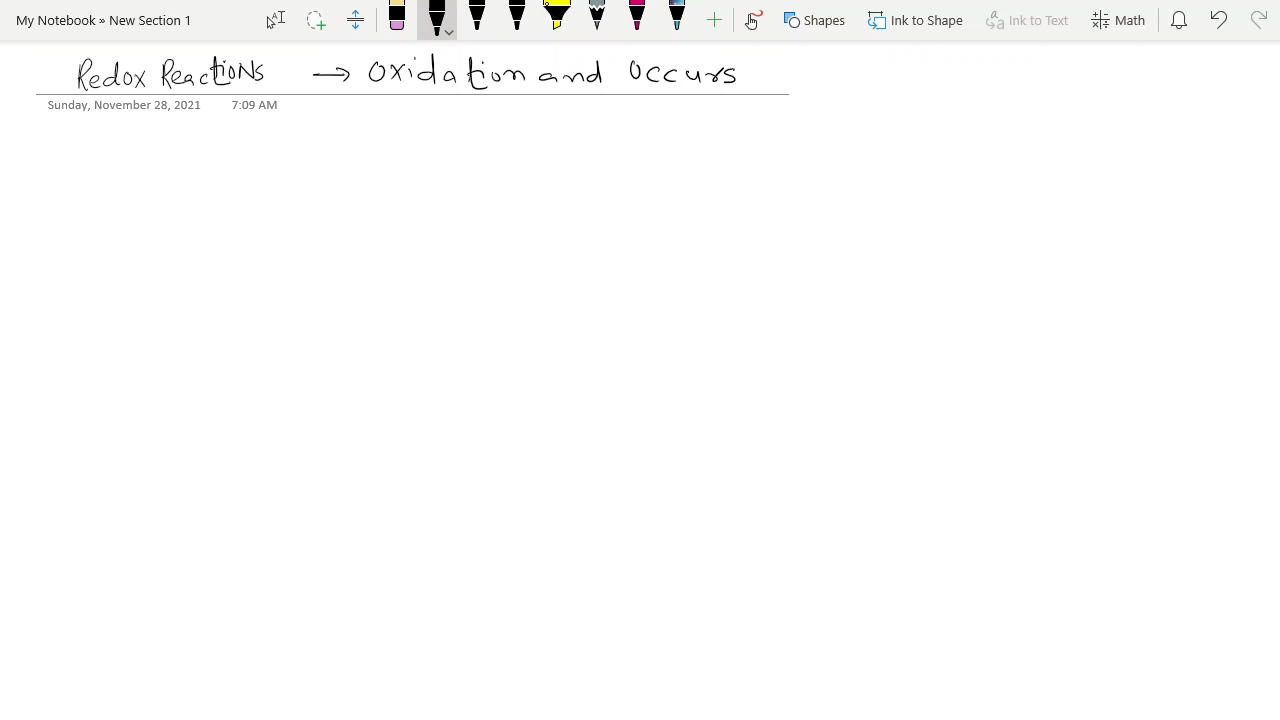 My Notebook » New Section 1 Shapes Ink to Shape Ink to Text Math
Redox Reactions → Oxidation and Occurs
Sunday, November 28, 2021 7:09 AM